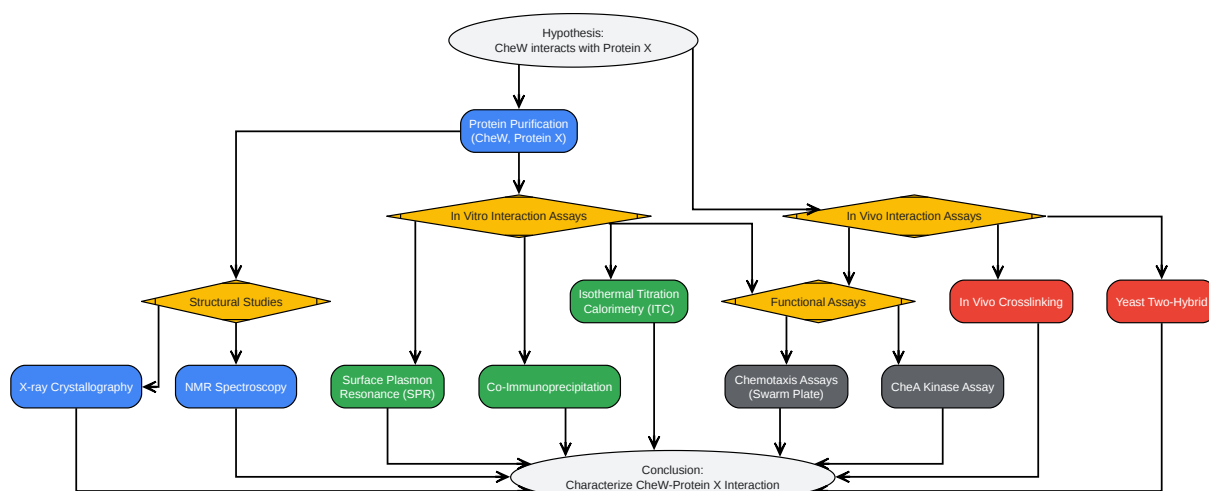 Hypothesis:
CheW interacts with Protein X
Protein Purification
(CheW, Protein X)
In Vitro Interaction Assays
In Vivo Interaction Assays
Structural Studies
Isothermal Titration
Calorimetry (ITC)
Functional Assays
In Vivo Crosslinking
Yeast Two-Hybrid
X-ray Crystallography
NMR Spectroscopy
Surface Plasmon
Resonance (SPR)
Co-Immunoprecipitation
Chemotaxis Assays
(Swarm Plate)
CheA Kinase Assay
Conclusion:
Characterize CheW-Protein X Interaction